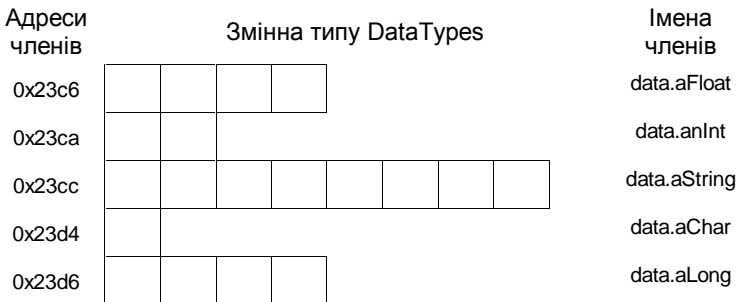 Адреси членів
Змінна типу DataTypes
Імена членів
0x23c6 data.aFloat
0x23ca data.anInt
0x23cc data.aString
0x23d4 data.aChar
0x23d6 data.aLong